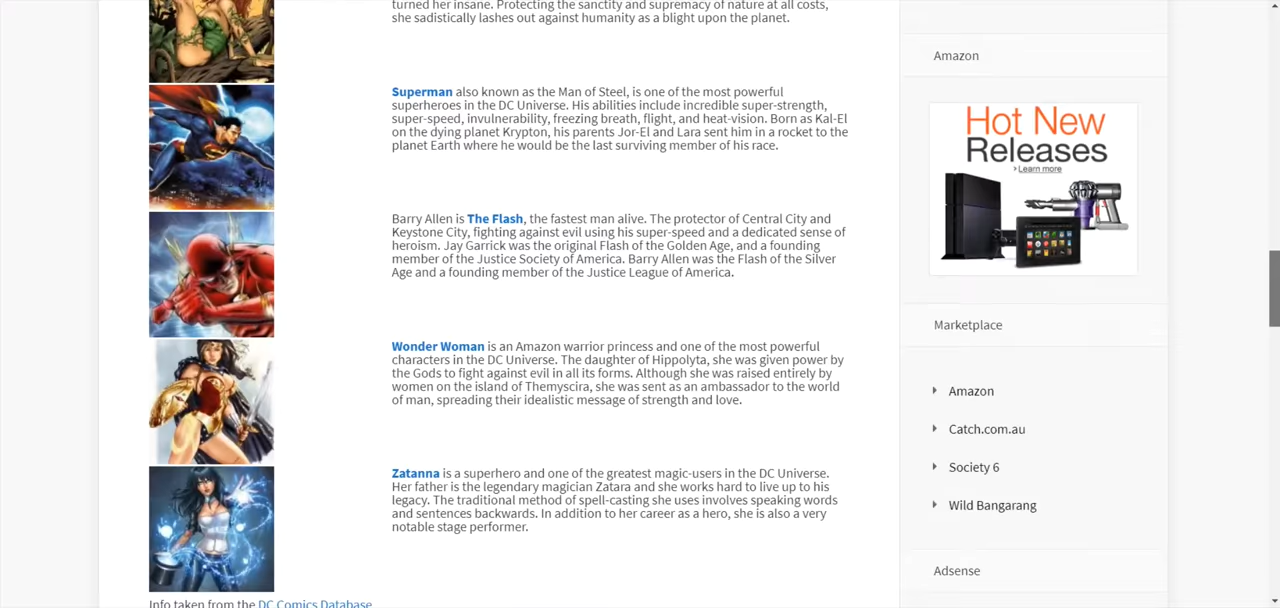 turned her insane. Protecting the sanctity and supremacy of nature at all costs,
she sadistically lashes out against humanity as a blight upon the planet.
Superman also known as the Man of Steel, is one of the most powerful
superheroes in the DC Universe. His abilities include incredible super-strength,
super-speed, invulnerability, freezing breath, flight, and heat-vision. Born as Kal-El
on the dying planet Krypton, his parents Jor-El and Lara sent him in a rocket to the
planet Earth where he would be the last surviving member of his race.
Barry Allen is The Flash, the fastest man alive. The protector of Central City and
Keystone City, fighting against evil using his super-speed and a dedicated sense of
heroism. Jay Garrick was the original Flash of the Golden Age, and a founding
member of the Justice Society of America. Barry Allen was the Flash of the Silver
Age and a founding member of the Justice League of America.
Wonder Woman is an Amazon warrior princess and one of the most powerful
characters in the DC Universe. The daughter of Hippolyta, she was given power by
the Gods to fight against evil in all its forms. Although she was raised entirely by
women on the island of Themyscira, she was sent as an ambassador to the world
of man, spreading their idealistic message of strength and love.
Zatanna is a superhero and one of the greatest magic-users in the DC Universe.
Her father is the legendary magician Zatara and she works hard to live up to his
legacy. The traditional method of spell-casting she uses involves speaking words
and sentences backwards. In addition to her career as a hero, she is also a very
notable stage performer.
Info taken from the DC Comics Database
Amazon
Hot New
Releases
›Learn more
Marketplace
Amazon
Catch.com.au
Society 6
Wild Bangarang
Adsense